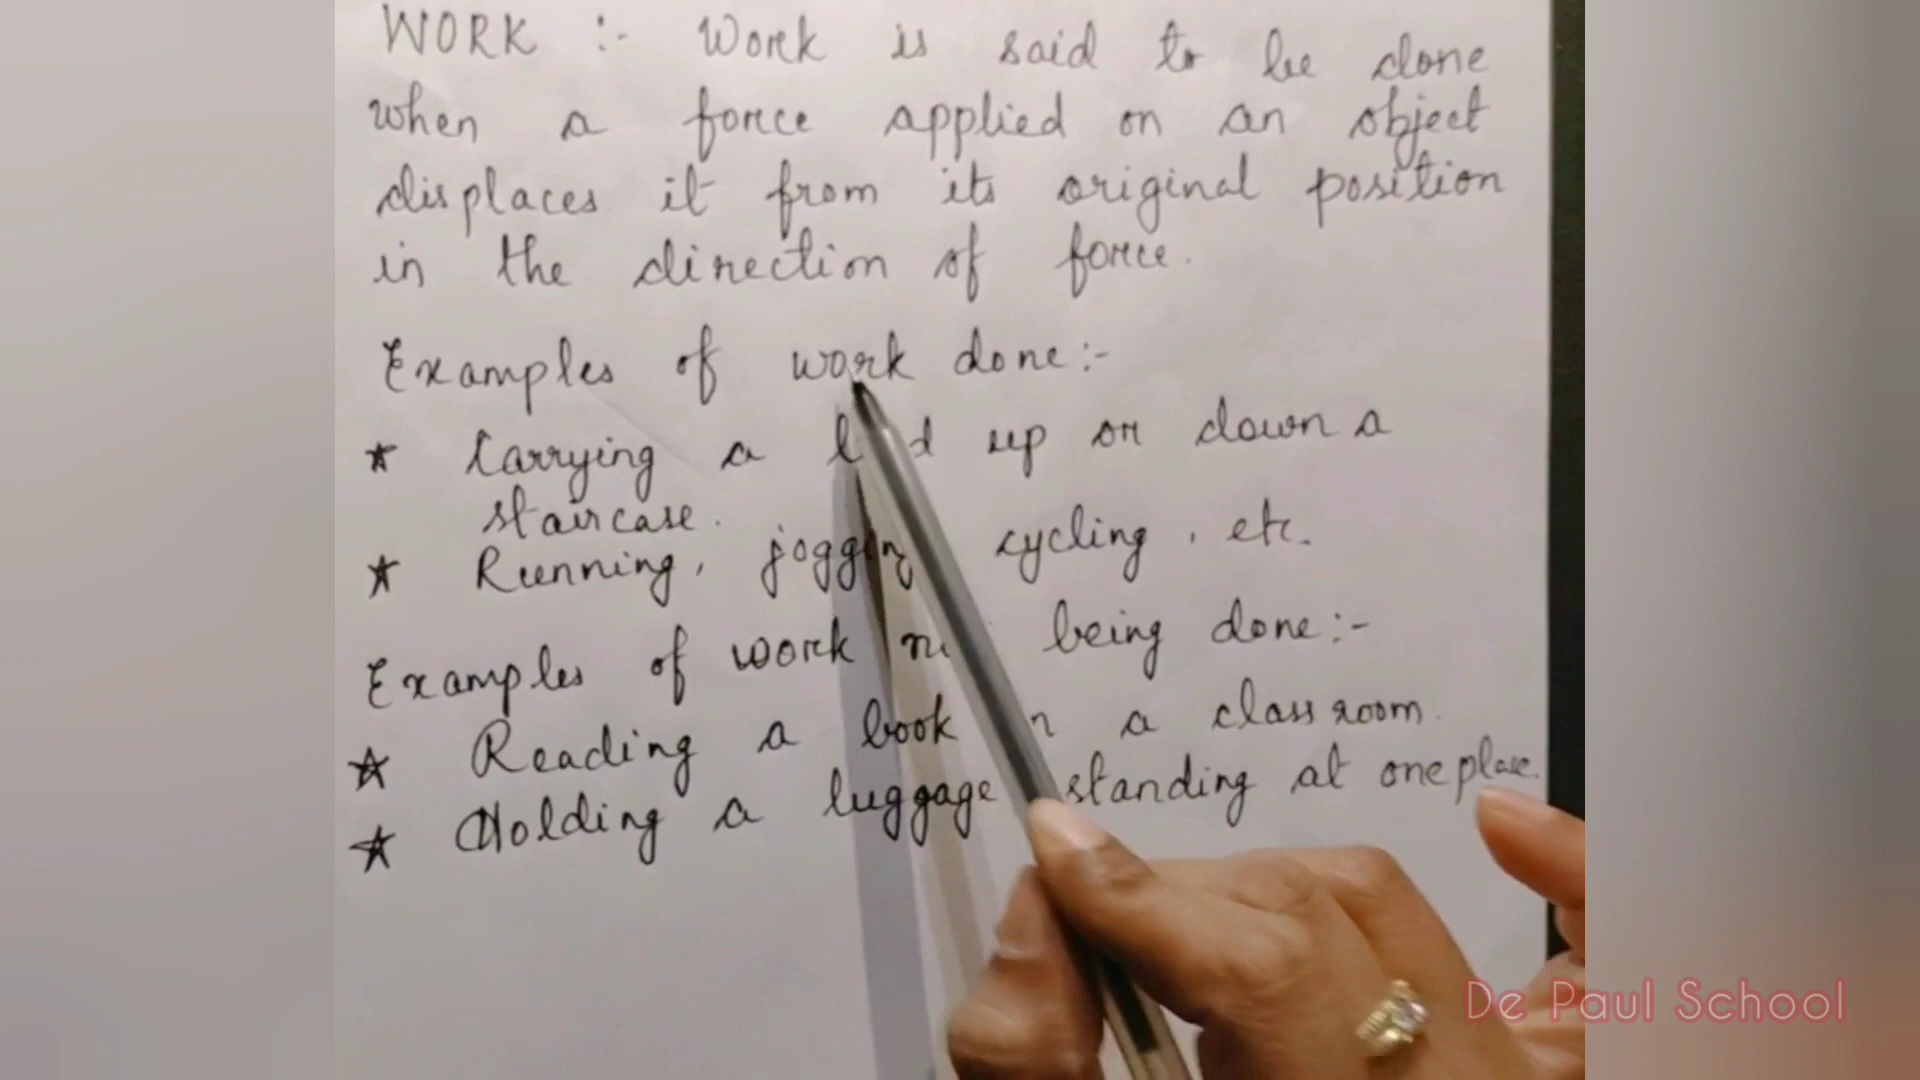 WORK :- Work is said to be done
when a force applied on an object
displaces it from its original position
in the direction of force.
Examples of work done:-
★ Carrying a up or down a
staircase.
★ Running, cycling, etc.
Examples of work being done:-
★ Reading a book a classroom.
★ Holding a luggage standing at one place.
De Paul School